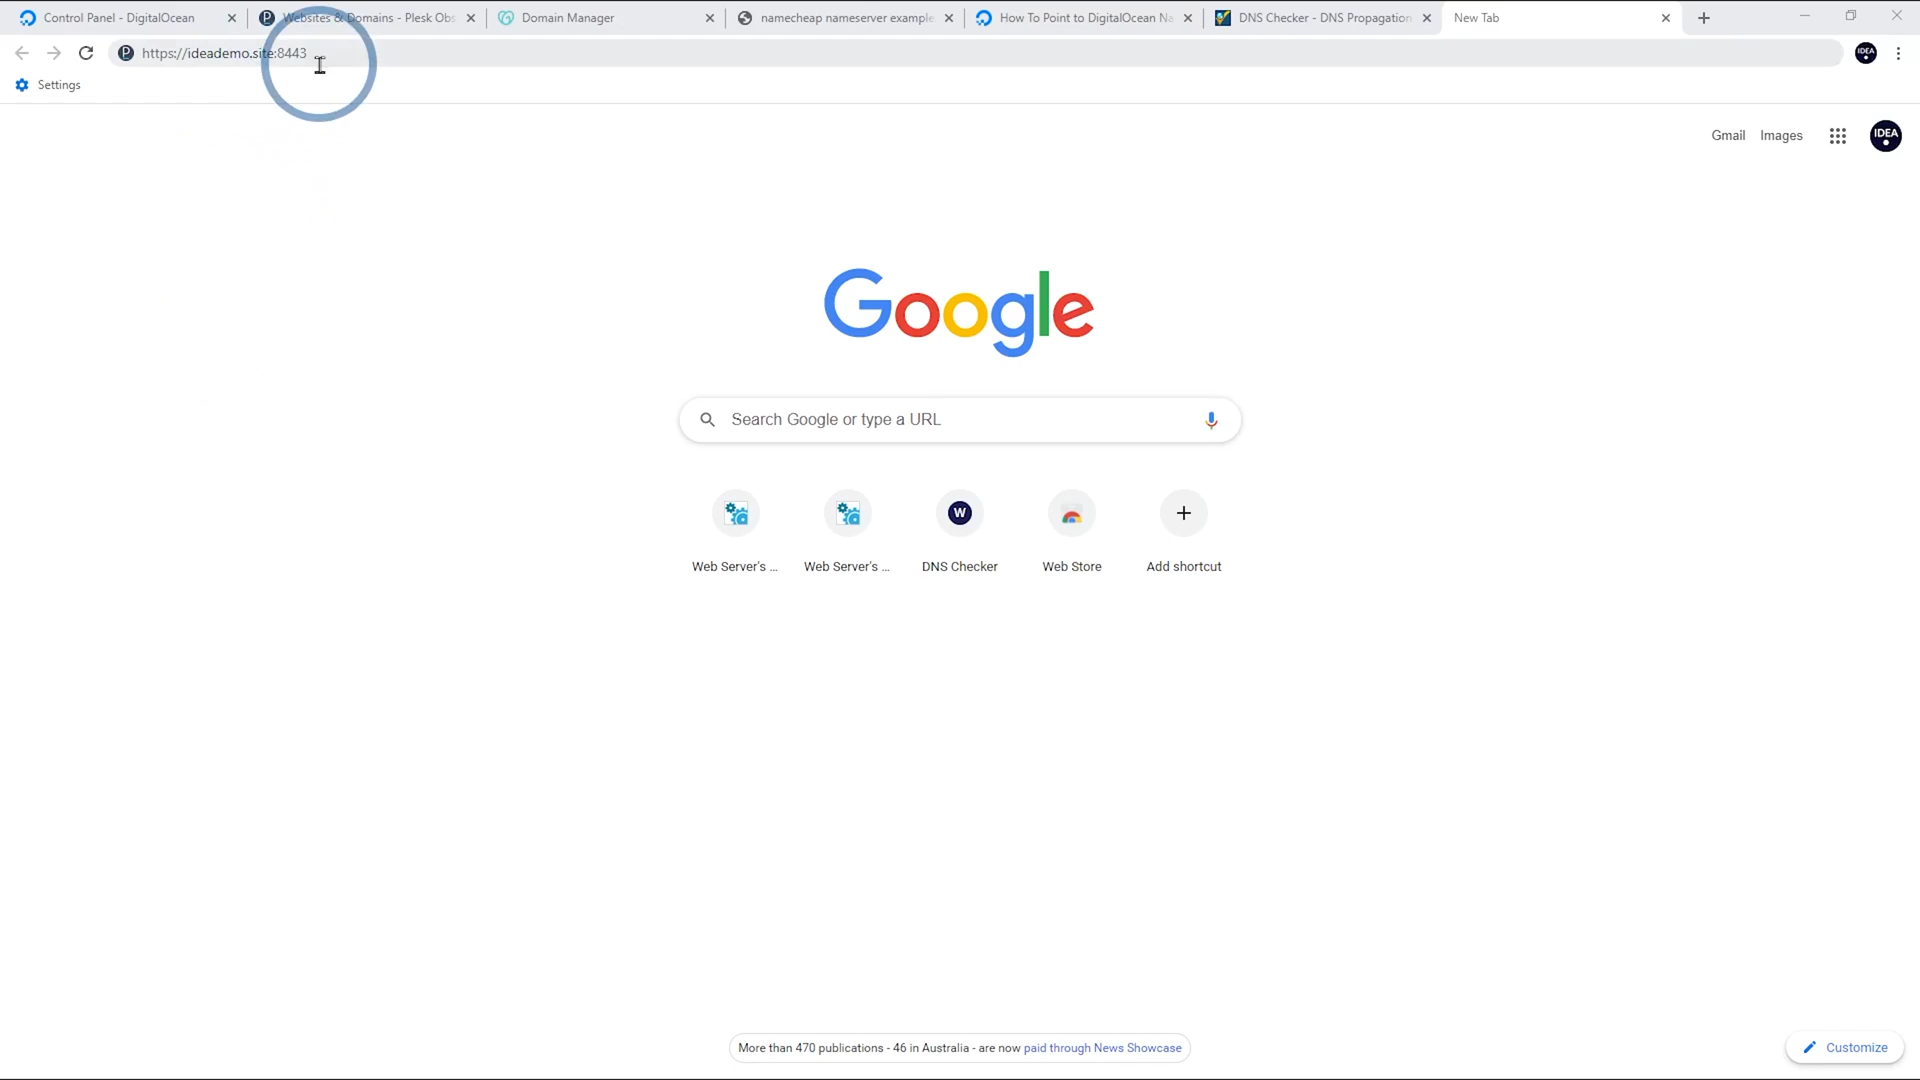 Control Panel - DigitalOcean
Websites & Domains - Plesk Obs
Domain Manager
namecheap nameserver example
How To Point to DigitalOcean Na
DNS Checker - DNS Propagation
New Tab
https://ideademo.site:8443
IDEA
Settings
Gmail
Images
IDEA
Google
Search Google or type a URL
W
Web Server's ...
Web Server's ...
DNS Checker
Web Store
Add shortcut
More than 470 publications - 46 in Australia - are now paid through News Showcase
Customize